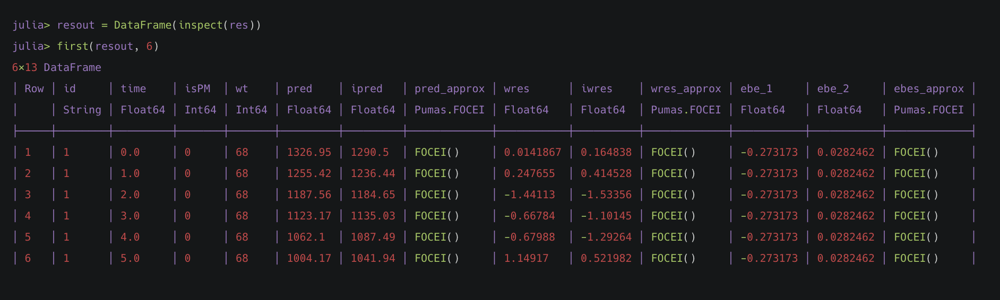 julia> resout = DataFrame(inspect(res))
julia> first(resout, 6)
6×13 DataFrame
│ Row │ id │ time │ isPM │ wt │ pred │ ipred │ pred_approx │ wres │ iwres │ wres_approx │ ebe_1 │ ebe_2 │ ebes_approx │
│ │ String │ Float64 │ Int64 │ Int64 │ Float64 │ Float64 │ Pumas.FOCEI │ Float64 │ Float64 │ Pumas.FOCEI │ Float64 │ Float64 │ Pumas.FOCEI │
│ 1 │ 1 │ 0.0 │ 0 │ 68 │ 1326.95 │ 1290.5 │ FOCEI() │ 0.0141867 │ 0.164838 │ FOCEI() │ -0.273173 │ 0.0282462 │ FOCEI() │
│ 2 │ 1 │ 1.0 │ 0 │ 68 │ 1255.42 │ 1236.44 │ FOCEI() │ 0.247655 │ 0.414528 │ FOCEI() │ -0.273173 │ 0.0282462 │ FOCEI() │
│ 3 │ 1 │ 2.0 │ 0 │ 68 │ 1187.56 │ 1184.65 │ FOCEI() │ -1.44113 │ -1.53356 │ FOCEI() │ -0.273173 │ 0.0282462 │ FOCEI() │
│ 4 │ 1 │ 3.0 │ 0 │ 68 │ 1123.17 │ 1135.03 │ FOCEI() │ -0.66784 │ -1.10145 │ FOCEI() │ -0.273173 │ 0.0282462 │ FOCEI() │
│ 5 │ 1 │ 4.0 │ 0 │ 68 │ 1062.1 │ 1087.49 │ FOCEI() │ -0.67988 │ -1.29264 │ FOCEI() │ -0.273173 │ 0.0282462 │ FOCEI() │
│ 6 │ 1 │ 5.0 │ 0 │ 68 │ 1004.17 │ 1041.94 │ FOCEI() │ 1.14917 │ 0.521982 │ FOCEI() │ -0.273173 │ 0.0282462 │ FOCEI() │